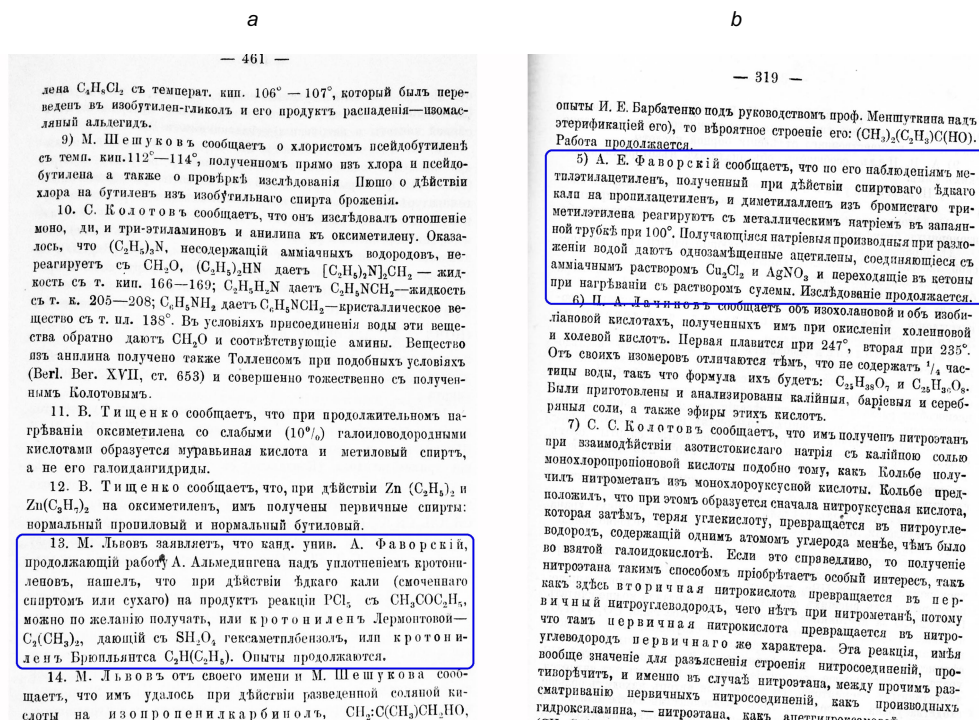 a
— 461 —
лена C₄H₈Cl₂ съ температ. кип. 106° — 107°, который былъ пере-
веденъ въ изобутилен-гликолъ и его продуктъ распаденія—изомас-
ляный альдегидъ.
9) М. Шешуковъ сообщаетъ о хлористомъ псейдобутиленѣ
съ темп. кип. 112°—114°, полученномъ прямо изъ хлора и псейдо-
бутилена а также о провѣркѣ изслѣдованія Пюшо о дѣйствіи
хлора на бутиленъ изъ изобутильнаго спирта броженія.
10. С. Колотовъ сообщаетъ, что онъ изслѣдовалъ отношеніе
моно, ди, и три-этиламиновъ и анилина къ оксиметилену. Оказа-
лось, что (C₂H₅)₃N, несодержащій амміачныхъ водородовъ, не-
реагируетъ съ CH₂O, (C₂H₅)₂HN даетъ [C₂H₅)₂N]₂CH₂ — жид-
кость съ т. кип. 166—169; C₂H₅H₂N даетъ C₂H₅NCH₂—жидкость
съ т. к. 205—208; C₆H₅NH₂ даетъ C₆H₅NCH₂—кристаллическое ве-
щество съ т. пл. 138°. Въ условіяхъ присоединенія воды эти веще-
ства обратно даютъ CH₂O и соотвѣтствующіе амины. Вещество
изъ анилина получено также Толленсомъ при подобныхъ условіяхъ
(Berl. Ber. XVII, ст. 653) и совершенно тожественно съ получен-
нымъ Колотовымъ.
11. В. Тищенко сообщаетъ, что при продолжительномъ на-
грѣваніи оксиметилена со слабыми (10%) галоидоводородными
кислотами образуется муравьиная кислота и метиловый спиртъ,
а не его галоидангидриды.
12. В. Тищенко сообщаетъ, что, при дѣйствіи Zn (C₂H₅)₂ и
Zn(C₃H₇)₂ на оксиметиленъ, имъ получены первичные спирты:
нормальный пропиловый и нормальный бутиловый.
13. М. Львовъ заявляетъ, что канд. унив. А. Фаворскій,
продолжающій работу А. Альмедингена надъ уплотненіемъ кротони-
леновъ, нашелъ, что при дѣйствіи ѣдкаго кали (смоченнаго
спиртомъ или сухаго) на продуктъ реакціи PCl₅ съ CH₃COC₂H₅,
можно по желанію получать, или кротониленъ Лермонтовой—
C₂(CH₃)₂, дающій съ SH₂O₄ гексаметплбензолъ, или кротони-
ленъ Брюпльянтса C₂H(C₂H₅). Опыты продолжаются.
14. М. Львовъ отъ своего имени и М. Шешукова сооб-
щаетъ, что имъ удалось при дѣйствіи разведенной соляной ки-
слоты на изопропенилкарбинолъ, CH₂:C(CH₃)CH₂HO,
b
— 319 —
опыты И. Е. Барбатенко подъ руководствомъ проф. Меншуткина надъ
этерификаціей его), то вѣроятное строеніе его: (CH₃)₂(C₂H₅)C(HO).
Работа продолжается.
5) А. Е. Фаворскій сообщаетъ, что по его наблюденіямъ ме-
тплэтилацетиленъ, полученный при дѣйствіи спиртоваго ѣдкаго
кали на пропилацетиленъ, и диметилалленъ изъ бромистаго три-
метилэтилена реагируютъ съ металлическимъ натріемъ въ запаян-
ной трубкѣ при 100°. Получающіяся натріевыя производныя при разло-
женіи водой даютъ однозамѣщенные ацетилены, соединяющіеся съ
амміачнымъ растворомъ Cu₂Cl₂ и AgNO₃ и переходящіе въ кетоны
при нагрѣваніи съ растворомъ сулемы. Изслѣдованіе продолжается.
6) П. А. Лачиновъ сообщаетъ объ изохолановой и объ изоби-
ліановой кислотахъ, полученныхъ имъ при окисленіи холеиновой
и холевой кислотъ. Первая плавится при 247°, вторая при 235°.
Отъ своихъ изомеровъ отличаются тѣмъ, что не содержатъ ¹/₄ час-
тицы воды, такъ что формула ихъ будетъ: C₂₅H₃₈O₇ и C₂₅H₃₆O₈.
Были приготовлены и анализированы калійныя, баріевыя и сереб-
ряныя соли, а также эфиры этихъ кислотъ.
7) С. С. Колотовъ сообщаетъ, что имъ полученъ нитроэтанъ
при взаимодѣйствіи азотистокислаго натрія съ калійною солью
монохлоропропіоновой кислоты подобно тому, какъ Кольбе полу-
чилъ нитрометанъ изъ монохлороуксусной кислоты. Кольбе пред-
положилъ, что при этомъ образуется сначала нитроуксусная кислота,
которая затѣмъ, теряя углекислоту, превращается въ нитроугле-
водородъ, содержащій однимъ атомомъ углерода менѣе, чѣмъ было
во взятой галоидокислотѣ. Если это справедливо, то полученіе
нитроэтана такимъ способомъ пріобрѣтаетъ особый интересъ, такъ
какъ здѣсь вторичная нитрокислота превращается въ пер-
вичный нитроуглеводородъ, чего нѣтъ при нитрометанѣ, потому
что тамъ первичная нитрокислота превращается въ нитро-
углеводородъ первичнаго же характера. Эта реакція, имѣя
вообще значеніе для разъясненія строенія нитросоединеній, про-
тиворѣчитъ, и именно въ случаѣ нитроэтана, между прочимъ раз-
сматриванію первичныхъ нитросоединеній, какъ производныхъ
гидроксиламина, — нитроэтана, какъ